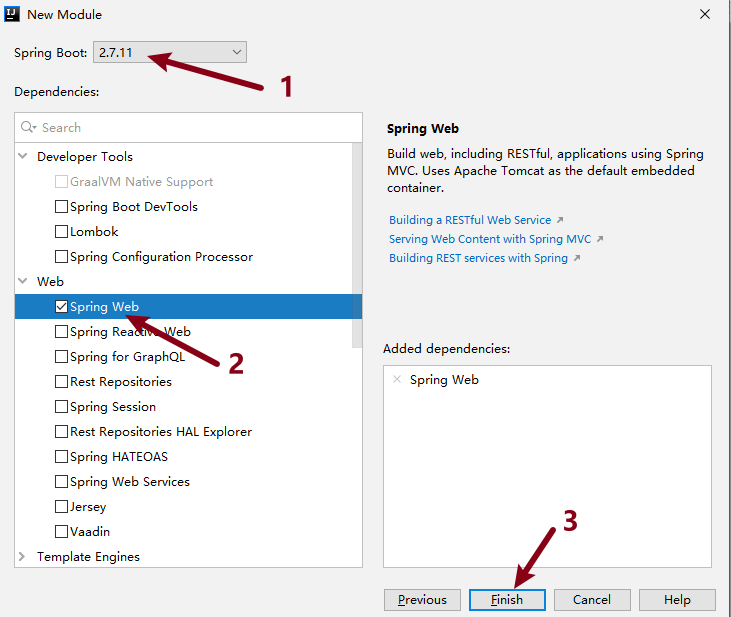 New Module
Spring Boot: 2.7.11
1
Dependencies:
Search
Developer Tools
GraalVM Native Support
Spring Boot DevTools
Lombok
Spring Configuration Processor
Web
Spring Web
Spring Reactive Web
2
Spring for GraphQL
Rest Repositories
Spring Session
Rest Repositories HAL Explorer
Spring HATEOAS
Spring Web Services
Jersey
Vaadin
Template Engines
Spring Web
Build web, including RESTful, applications using Spring
MVC. Uses Apache Tomcat as the default embedded
container.
Building a RESTful Web Service
Serving Web Content with Spring MVC
Building REST services with Spring
Added dependencies:
Spring Web
3
Previous
Finish
Cancel
Help